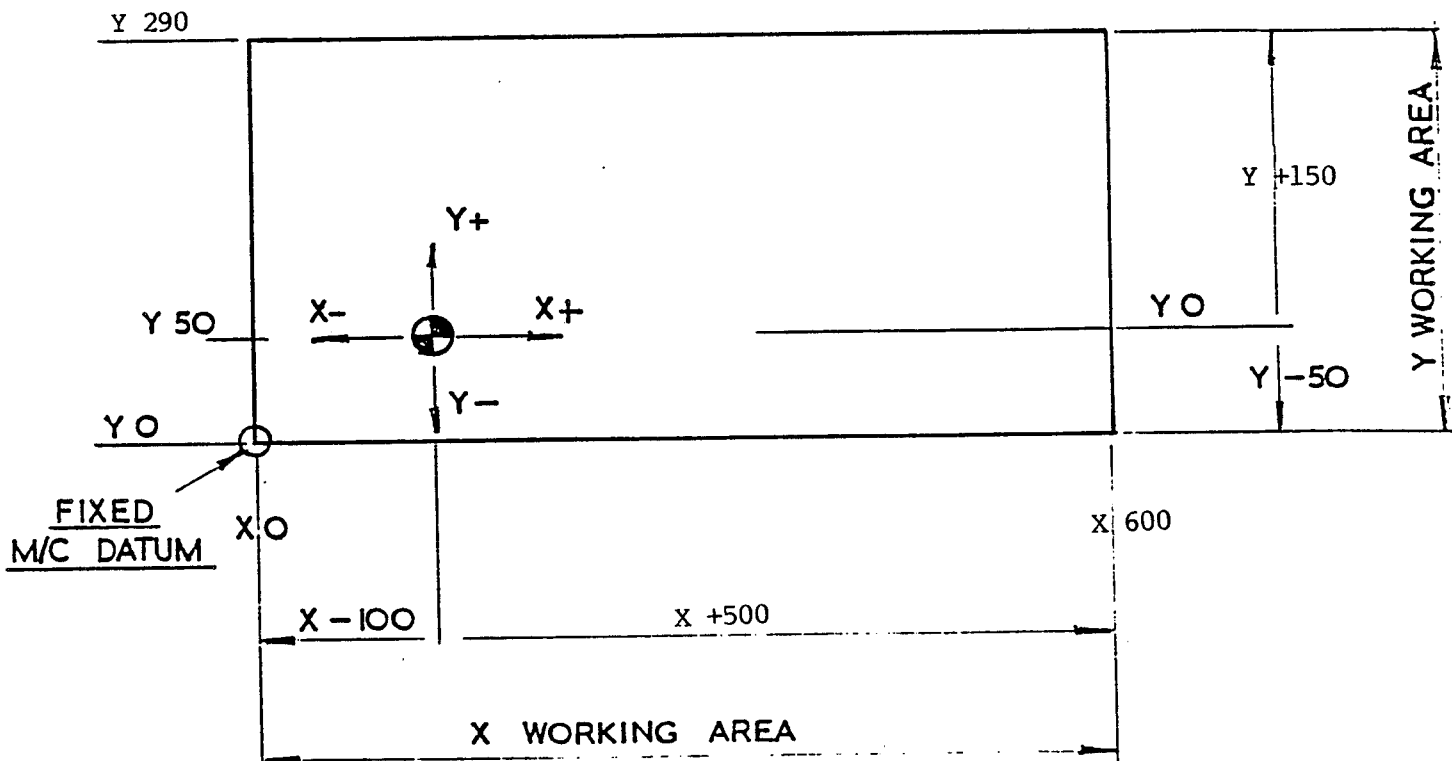 Y 290
Y WORKING AREA
Y +150
Y+
X-
X+
Y 50
Y O
Y -50
Y-
Y O
FIXED
M/C DATUM
X O
X 600
X -100
X +500
X WORKING AREA